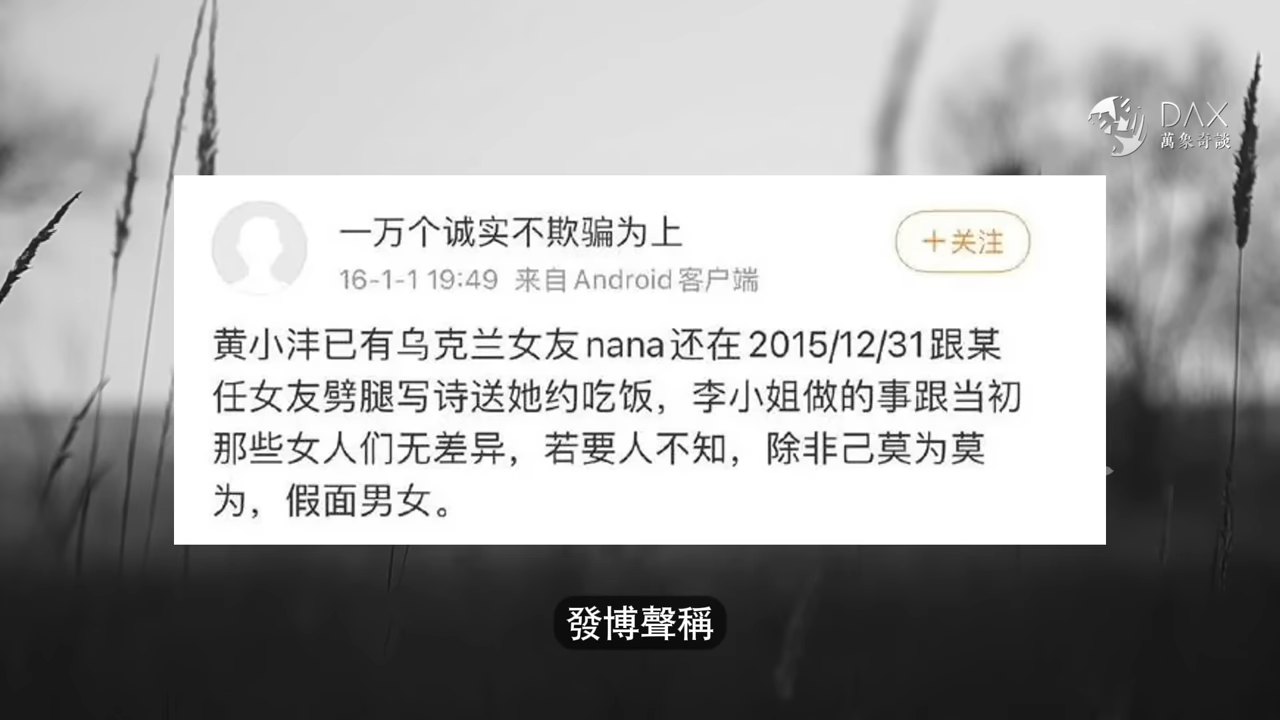 DAX
萬象奇談
一万个诚实不欺骗为上
+关注
16-1-1 19:49 来自Android客户端
黄小沣已有乌克兰女友nana还在2015/12/31跟某
任女友劈腿写诗送她约吃饭，李小姐做的事跟当初
那些女人们无差异，若要人不知，除非己莫为莫
为，假面男女。
發博聲稱